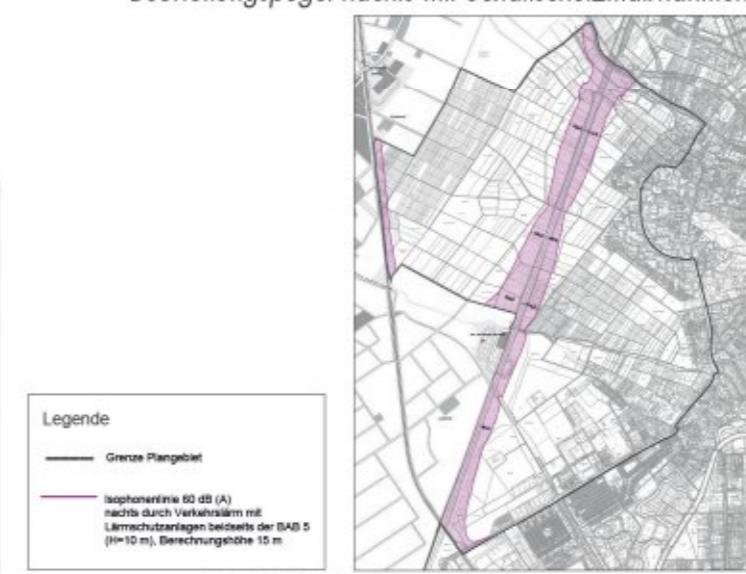 Beurteilungspegel nachts mit Schallschutzmaßnahmen
Legende
Grenze Plangebiet
Isophonenlinie 60 dB (A)
nachts durch Verkehrslärm mit
Lärmschutzanlagen beidseits der BAB 5
(H=10 m), Berechnungshöhe 15 m